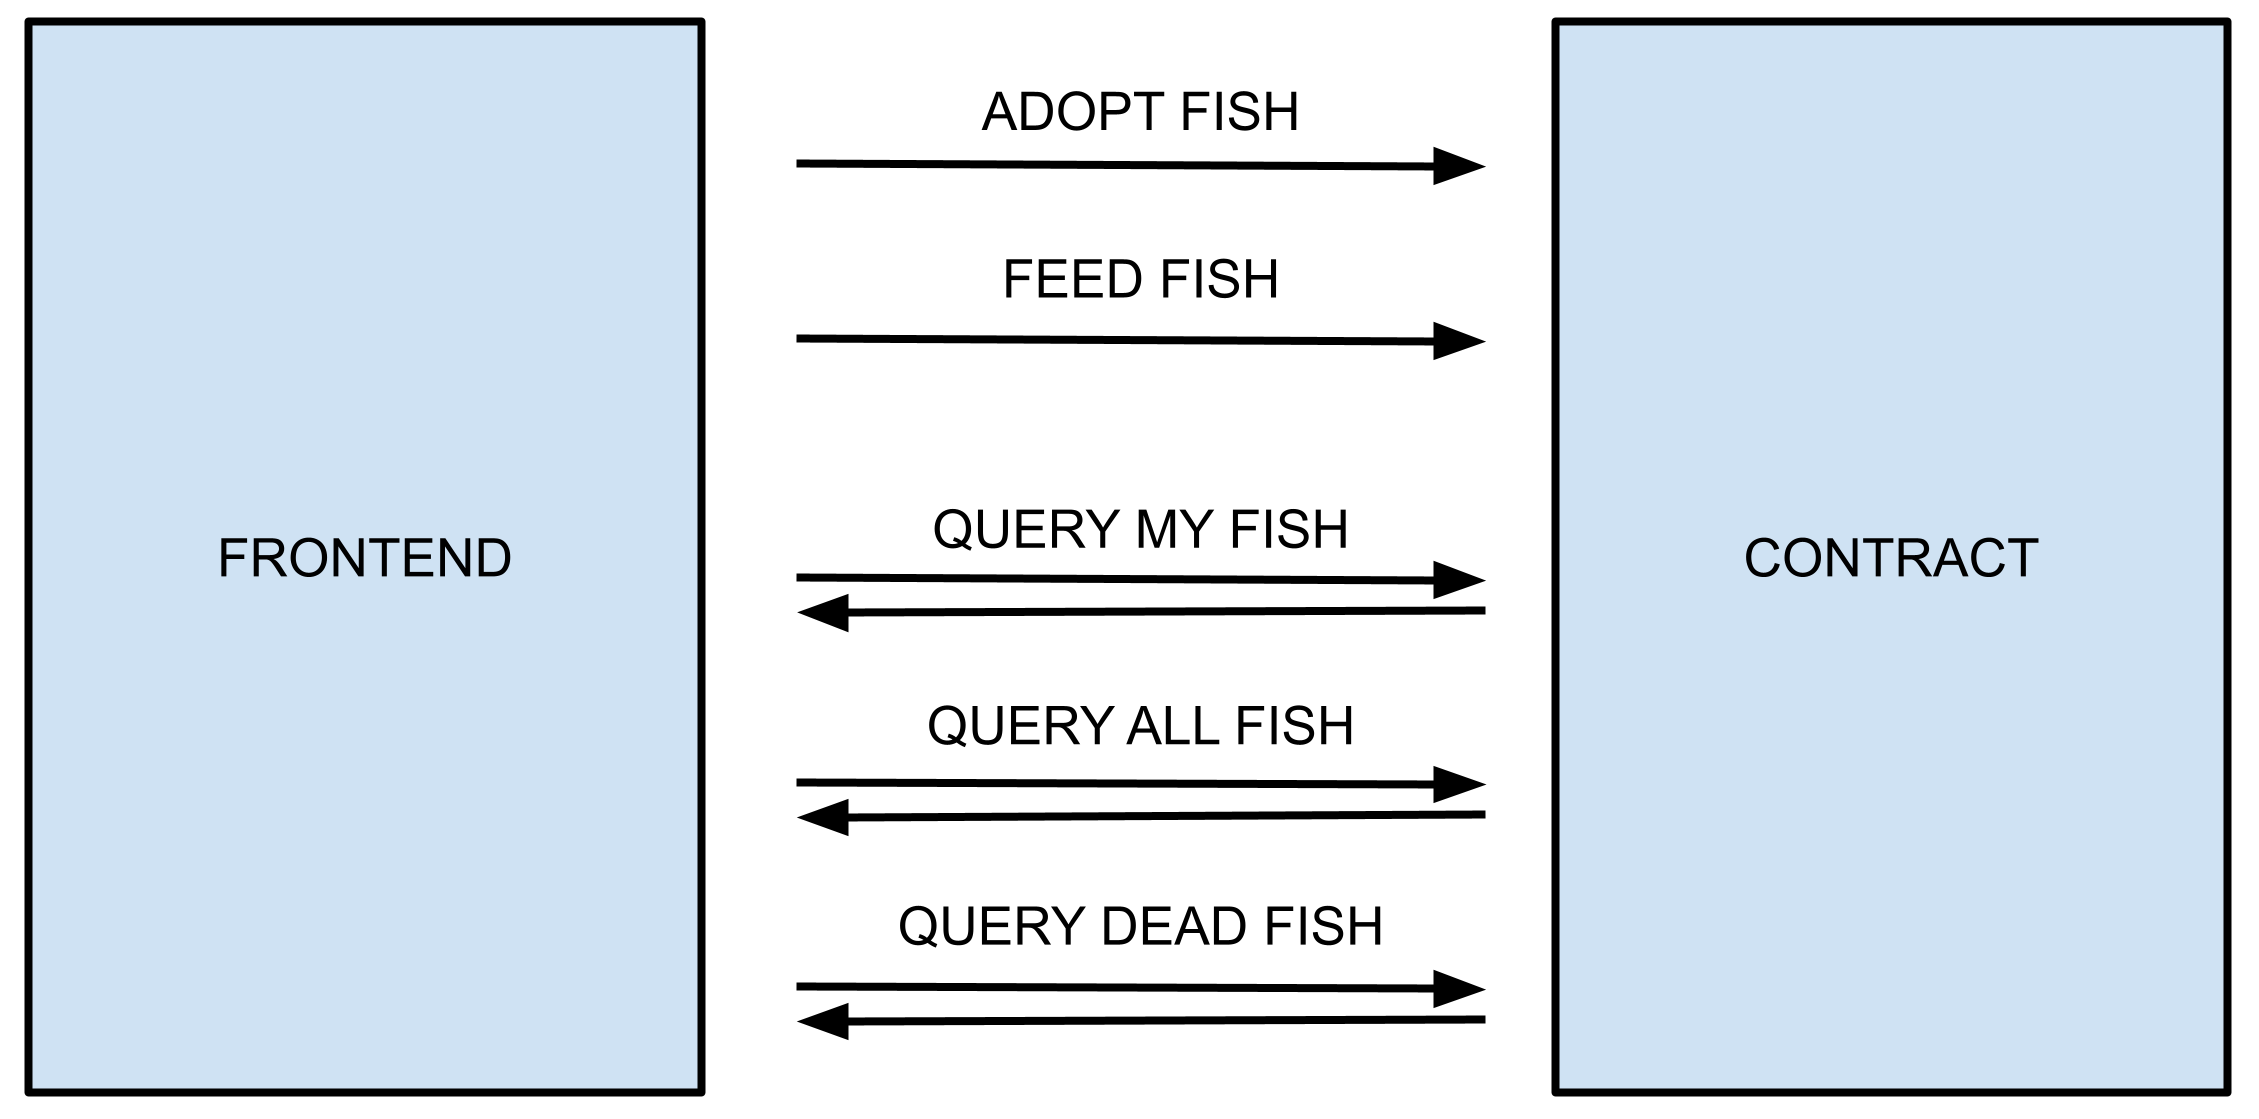 ADOPT FISH
FEED FISH
FRONTEND
QUERY MY FISH
CONTRACT
QUERY ALL FISH
QUERY DEAD FISH